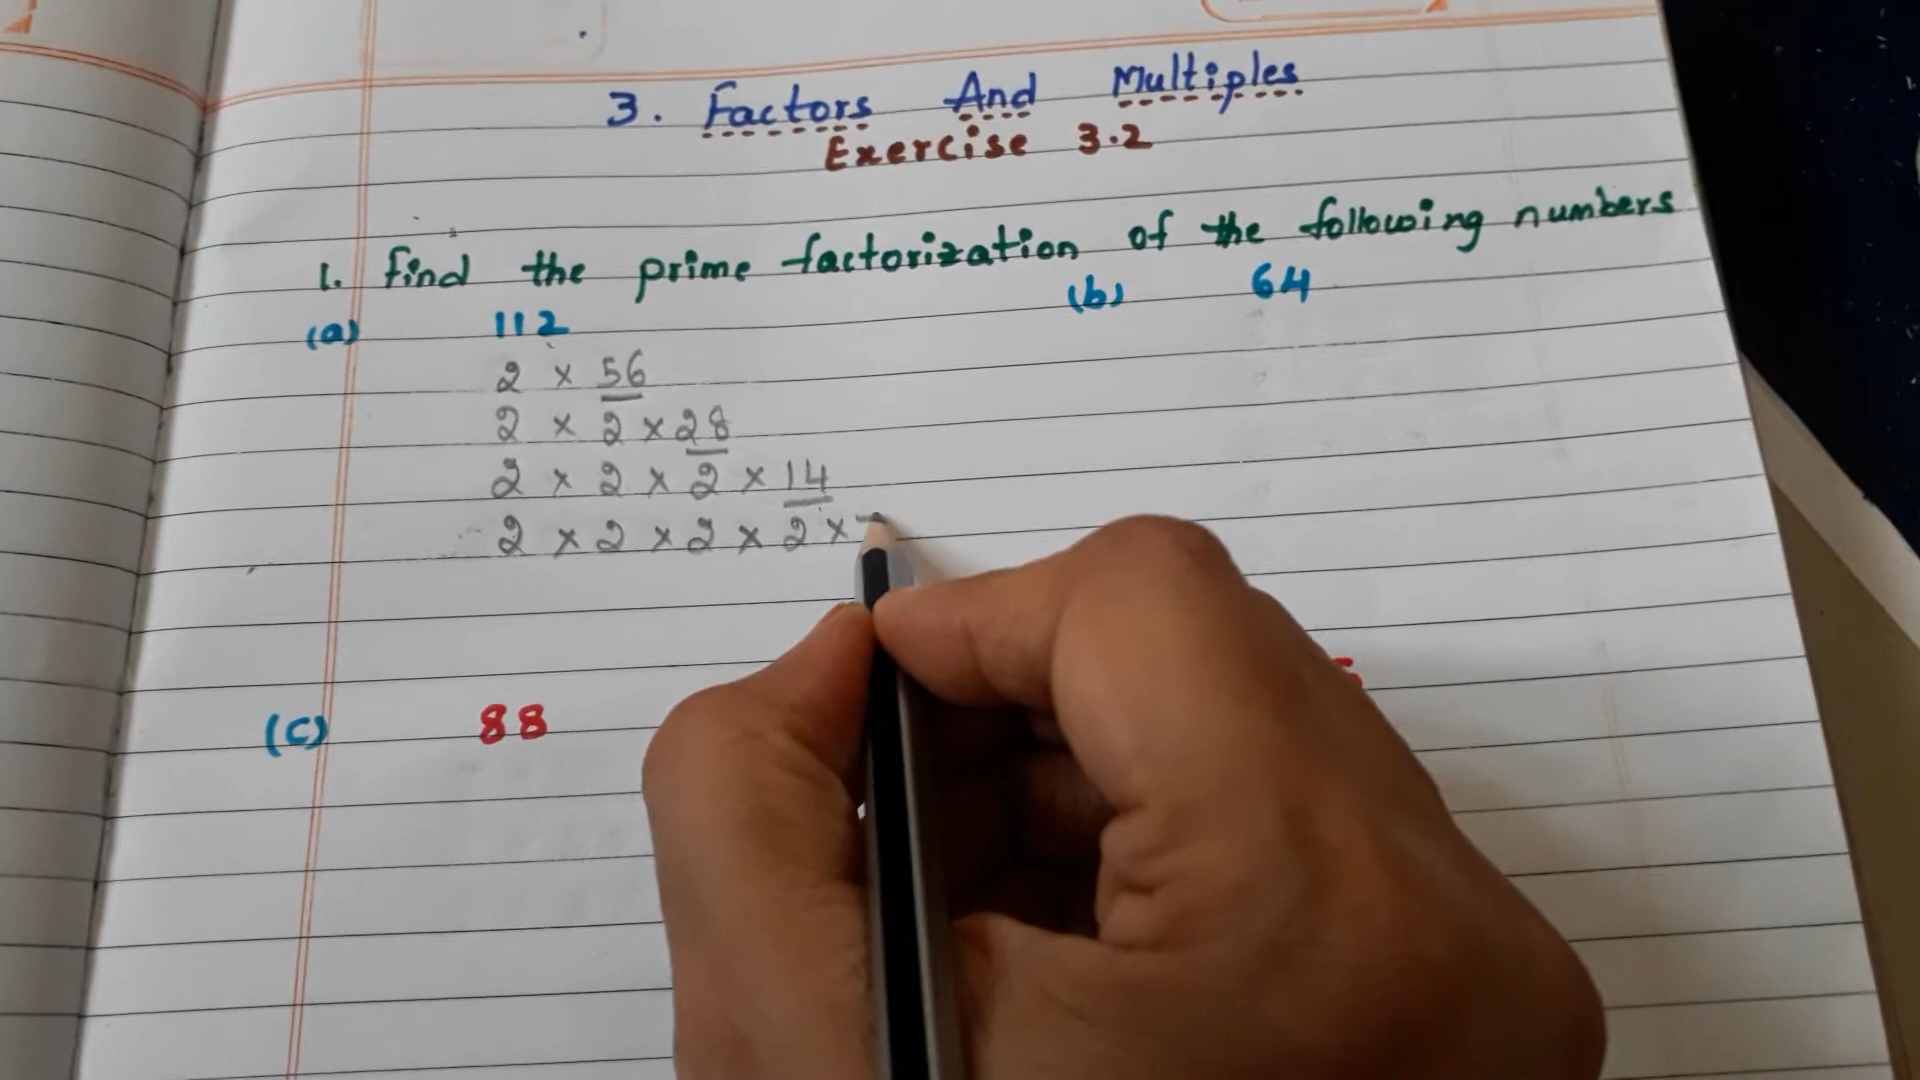 3. Factors And Multiples
Exercise 3.2
1. find the prime factorization of the following numbers
(a) 112 (b) 64
2 × 56
2 × 2 × 28
2 × 2 × 2 × 14
2 × 2 × 2 × 2 ×
(c) 88